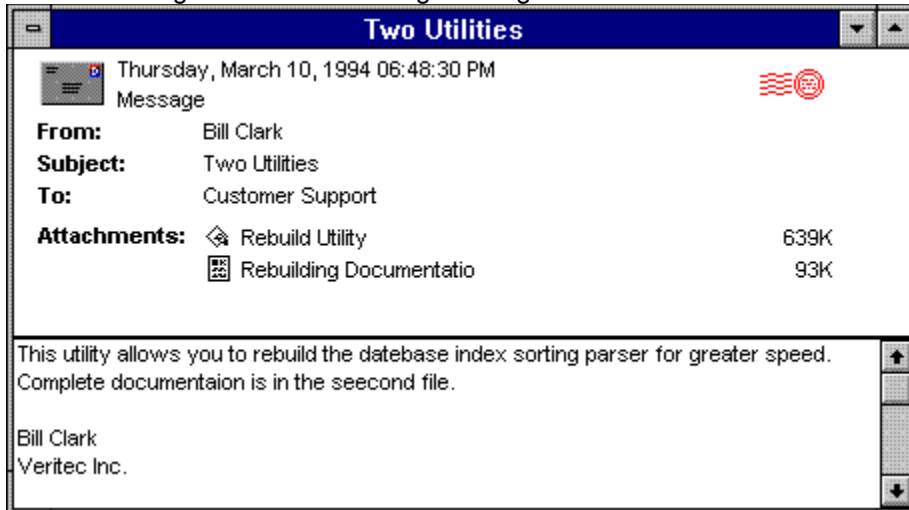 Two Utilities
Thursday, March 10, 1994 06:48:30 PM
Message
From: Bill Clark
Subject: Two Utilities
To: Customer Support
Attachments: Rebuild Utility 639K
Rebuilding Documentatio 93K
This utility allows you to rebuild the datebase index sorting parser for greater speed.
Complete documentaion is in the seecond file.
Bill Clark
Veritec Inc.